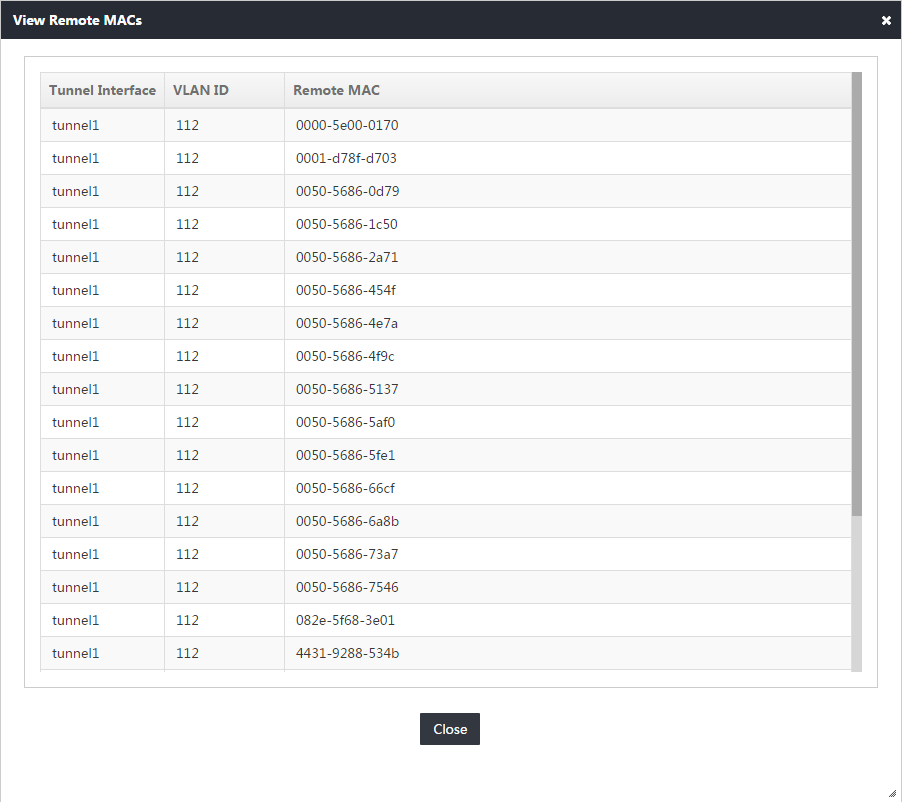 View Remote MACs
Tunnel Interface VLAN ID Remote MAC
tunnel1 112 0000-5e00-0170
tunnel1 112 0001-d78f-d703
tunnel1 112 0050-5686-0d79
tunnel1 112 0050-5686-1c50
tunnel1 112 0050-5686-2a71
tunnel1 112 0050-5686-454f
tunnel1 112 0050-5686-4e7a
tunnel1 112 0050-5686-4f9c
tunnel1 112 0050-5686-5137
tunnel1 112 0050-5686-5af0
tunnel1 112 0050-5686-5fe1
tunnel1 112 0050-5686-66cf
tunnel1 112 0050-5686-6a8b
tunnel1 112 0050-5686-73a7
tunnel1 112 0050-5686-7546
tunnel1 112 082e-5f68-3e01
tunnel1 112 4431-9288-534b
Close